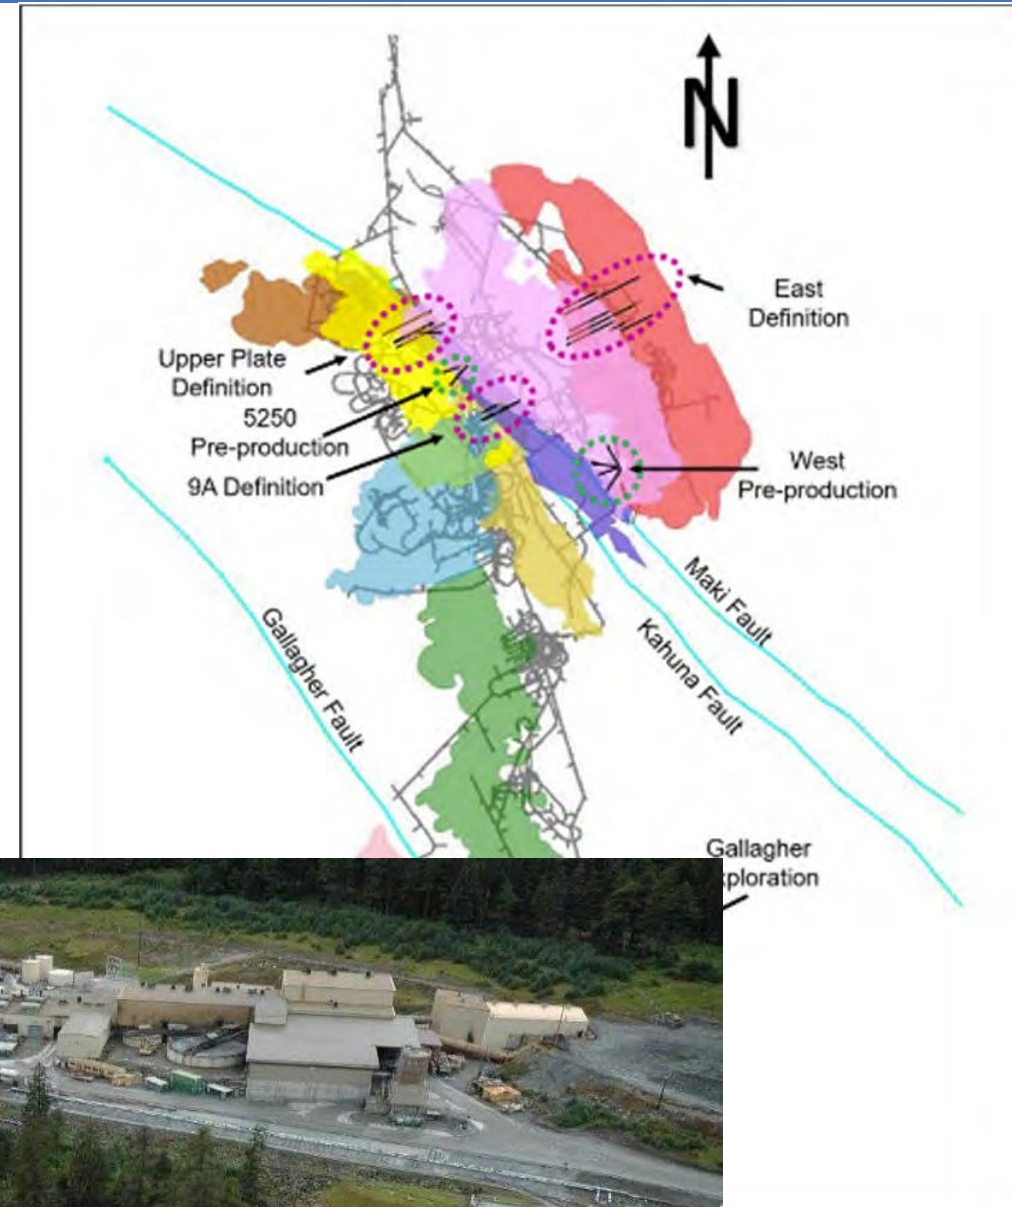 N
East
Definition
Upper Plate
Definition
5250
Pre-production
9A Definition
West
Pre-production
Maki Fault
Kahuna Fault
Gallagher Fault
Gallagher
xploration